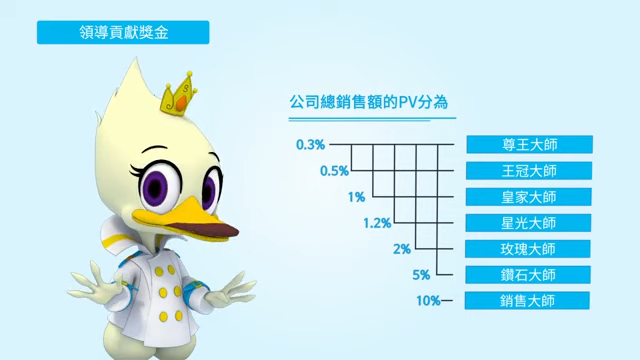 領導貢獻獎金
公司總銷售額的PV分為
0.3% 尊王大師
0.5% 王冠大師
1% 皇家大師
1.2% 星光大師
2% 玫瑰大師
5% 鑽石大師
10% 銷售大師